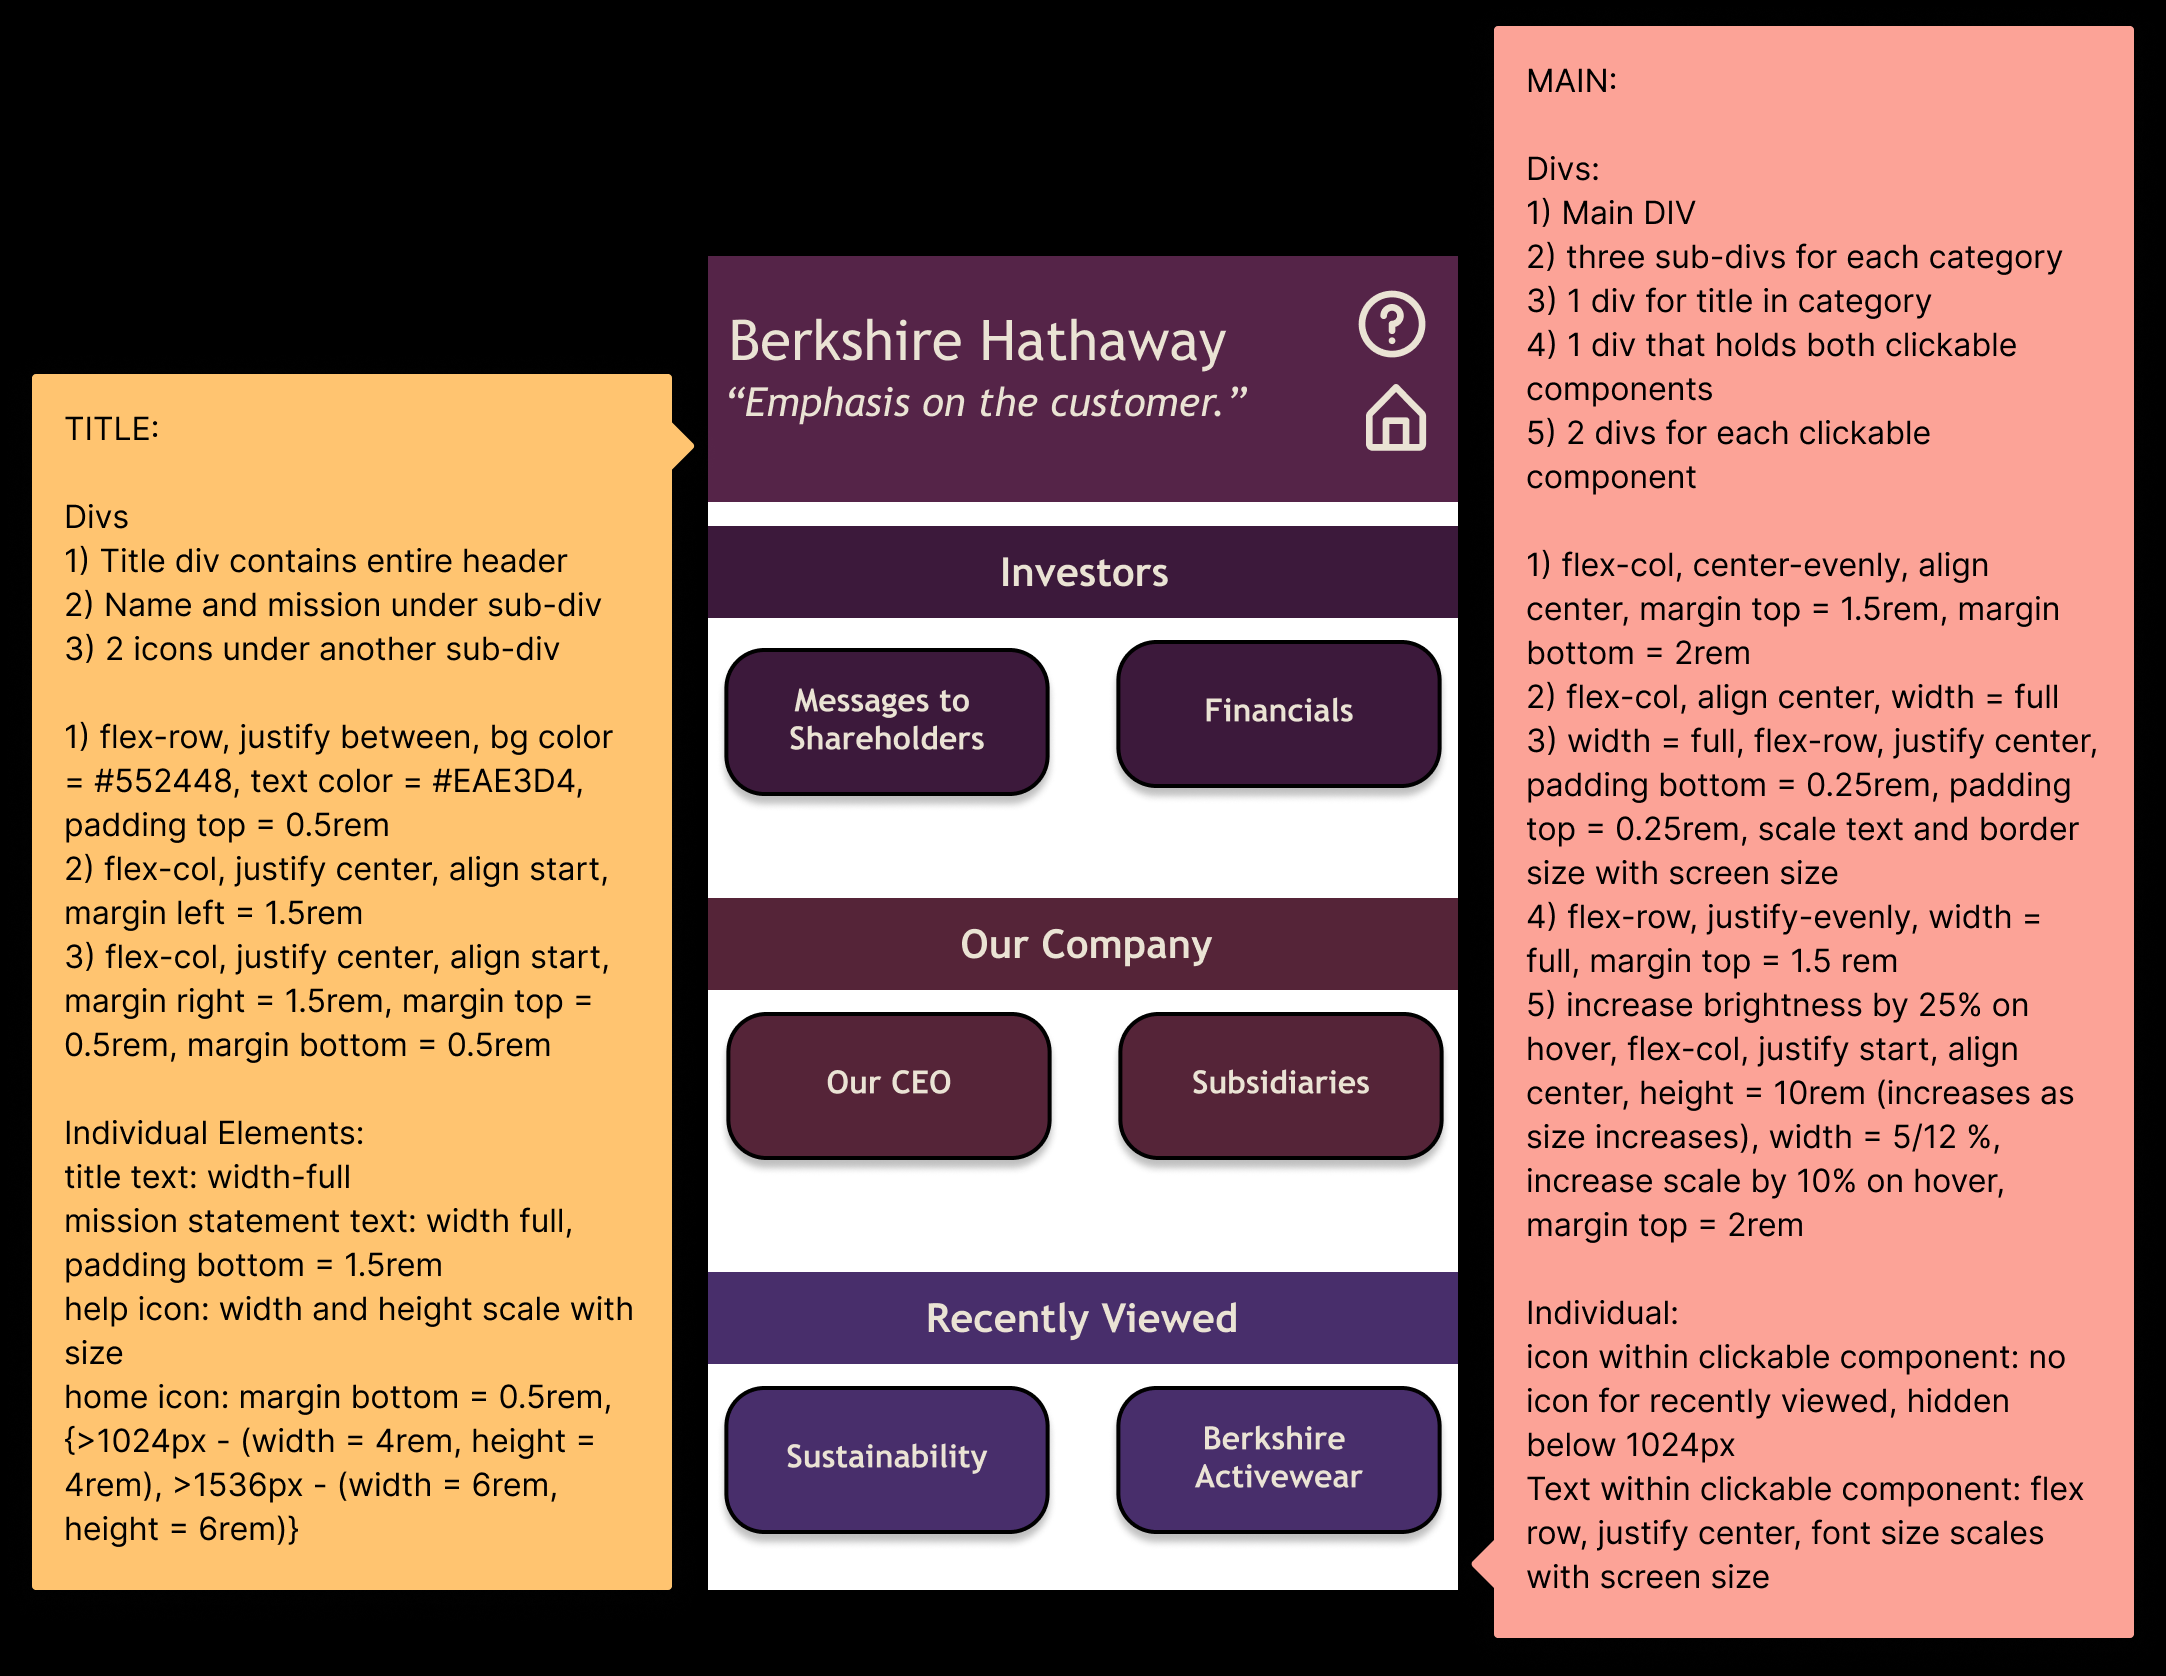 TITLE:
Divs
1) Title div contains entire header
2) Name and mission under sub-div
3) 2 icons under another sub-div
1) flex-row, justify between, bg color
= #552448, text color = #EAE3D4,
padding top = 0.5rem
2) flex-col, justify center, align start,
margin left = 1.5rem
3) flex-col, justify center, align start,
margin right = 1.5rem, margin top =
0.5rem, margin bottom = 0.5rem
Individual Elements:
title text: width-full
mission statement text: width full,
padding bottom = 1.5rem
help icon: width and height scale with
size
home icon: margin bottom = 0.5rem,
{>1024px - (width = 4rem, height =
4rem), >1536px - (width = 6rem,
height = 6rem)}
Berkshire Hathaway
“Emphasis on the customer.”
?
Investors
Messages to
Shareholders
Financials
Our Company
Our CEO
Subsidiaries
Recently Viewed
Sustainability
Berkshire
Activewear
MAIN:
Divs:
1) Main DIV
2) three sub-divs for each category
3) 1 div for title in category
4) 1 div that holds both clickable
components
5) 2 divs for each clickable
component
1) flex-col, center-evenly, align
center, margin top = 1.5rem, margin
bottom = 2rem
2) flex-col, align center, width = full
3) width = full, flex-row, justify center,
padding bottom = 0.25rem, padding
top = 0.25rem, scale text and border
size with screen size
4) flex-row, justify-evenly, width =
full, margin top = 1.5 rem
5) increase brightness by 25% on
hover, flex-col, justify start, align
center, height = 10rem (increases as
size increases), width = 5/12 %,
increase scale by 10% on hover,
margin top = 2rem
Individual:
icon within clickable component: no
icon for recently viewed, hidden
below 1024px
Text within clickable component: flex
row, justify center, font size scales
with screen size